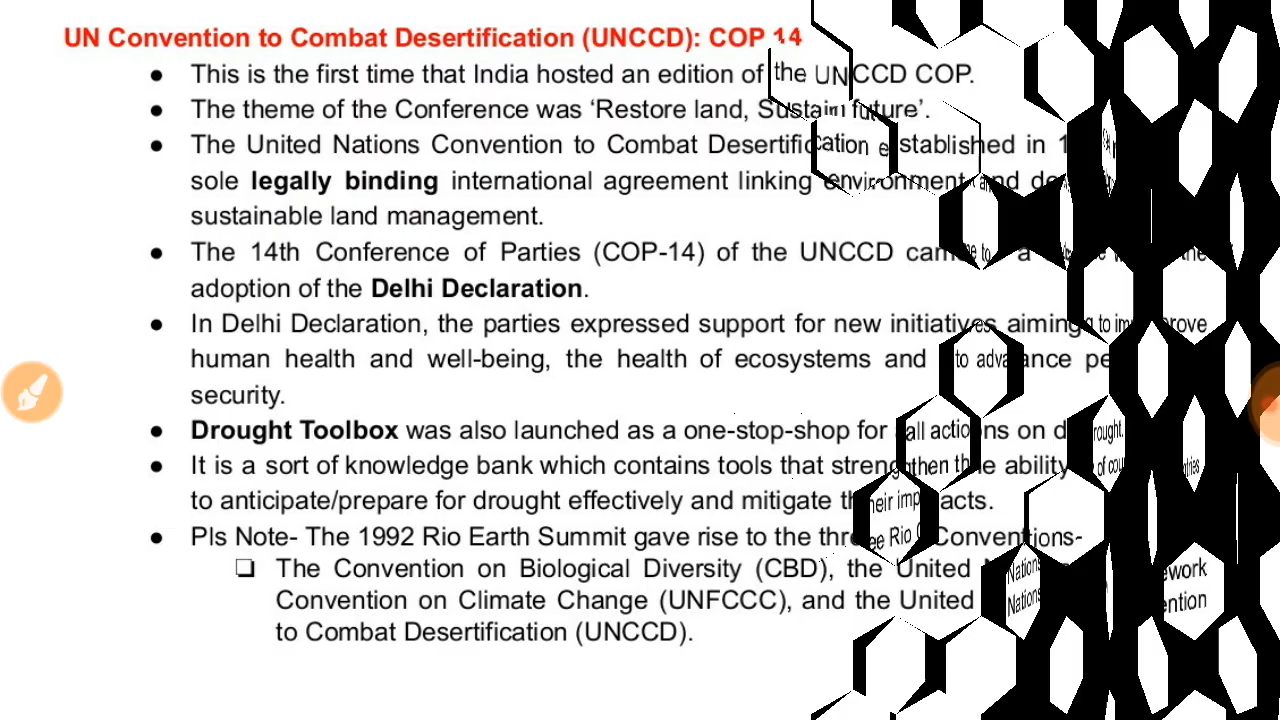 UN Convention to Combat Desertification (UNCCD): COP 14
● This is the first time that India hosted an edition of the UNCCD COP.
● The theme of the Conference was ‘Restore land, Sustain future’.
● The United Nations Convention to Combat Desertification established in
sole legally binding international agreement linking environment and
sustainable land management.
● The 14th Conference of Parties (COP-14) of the UNCCD came to a the
adoption of the Delhi Declaration.
● In Delhi Declaration, the parties expressed support for new initiatives aiming to improve
human health and well-being, the health of ecosystems and to advance
security.
● Drought Toolbox was also launched as a one-stop-shop for all actions on drought.
● It is a sort of knowledge bank which contains tools that strengthen the ability of
to anticipate/prepare for drought effectively and mitigate their impacts.
● Pls Note- The 1992 Rio Earth Summit gave rise to the three Rio Conventions-
❑ The Convention on Biological Diversity (CBD), the United Nations
Convention on Climate Change (UNFCCC), and the United Nations
to Combat Desertification (UNCCD).